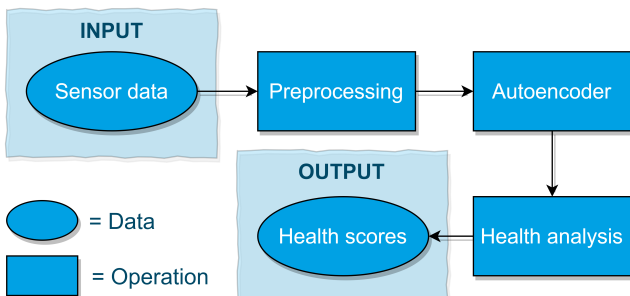 INPUT
Sensor data
Preprocessing
Autoencoder
OUTPUT
Health scores
Health analysis
= Data
= Operation